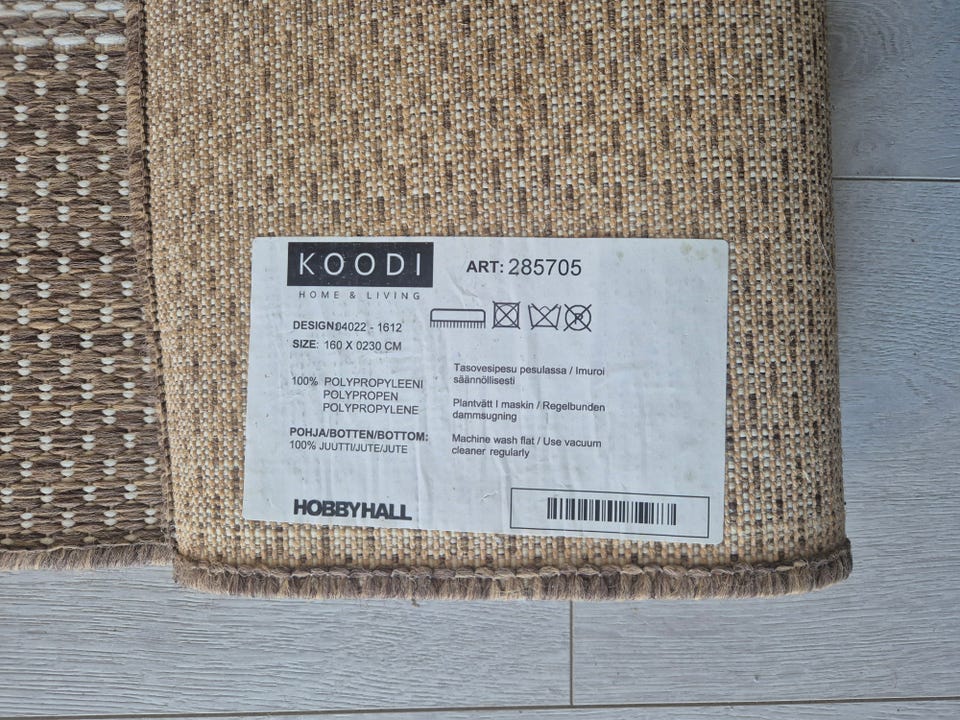 KOODI
HOME & LIVING
ART: 285705
DESIGN:04022 - 1612
SIZE: 160 X 0230 CM
100% POLYPROPYLEENI
POLYPROPEN
POLYPROPYLENE
POHJA/BOTTEN/BOTTOM:
100% JUUTTI/JUTE/JUTE
P
Tasovesipesu pesulassa / Imuroi
säännöllisesti
Plantvätt I maskin / Regelbunden
dammsugning
Machine wash flat / Use vacuum
cleaner regularly
HOBBYHALL